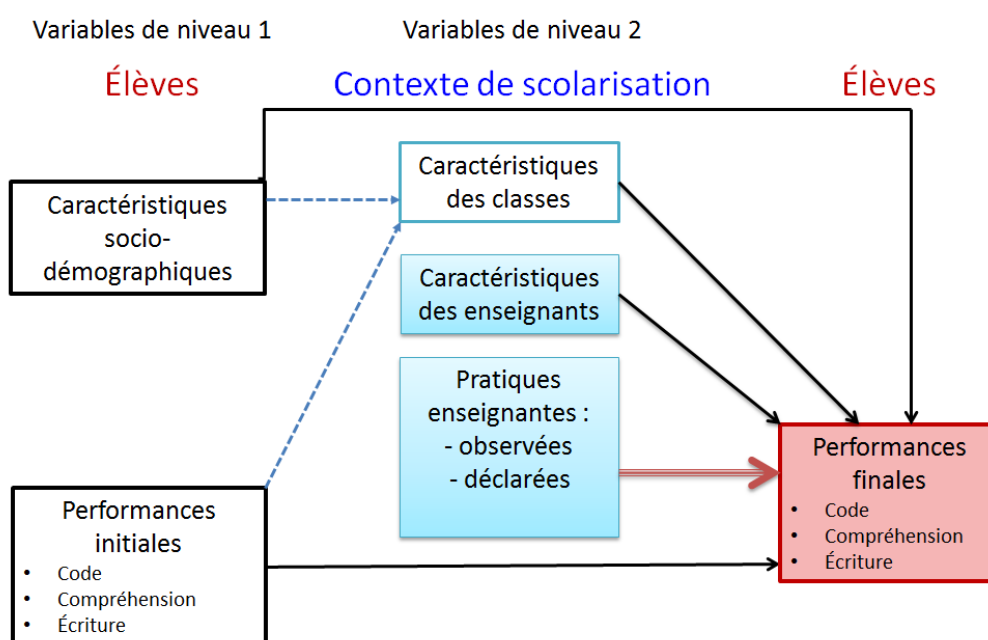 Variables de niveau 1
Variables de niveau 2
Élèves
Contexte de scolarisation
Élèves
Caractéristiques
socio-
démographiques
Caractéristiques
des classes
Caractéristiques
des enseignants
Pratiques
enseignantes :
- observées
- déclarées
Performances
initiales
• Code
• Compréhension
• Écriture
Performances
finales
• Code
• Compréhension
• Écriture